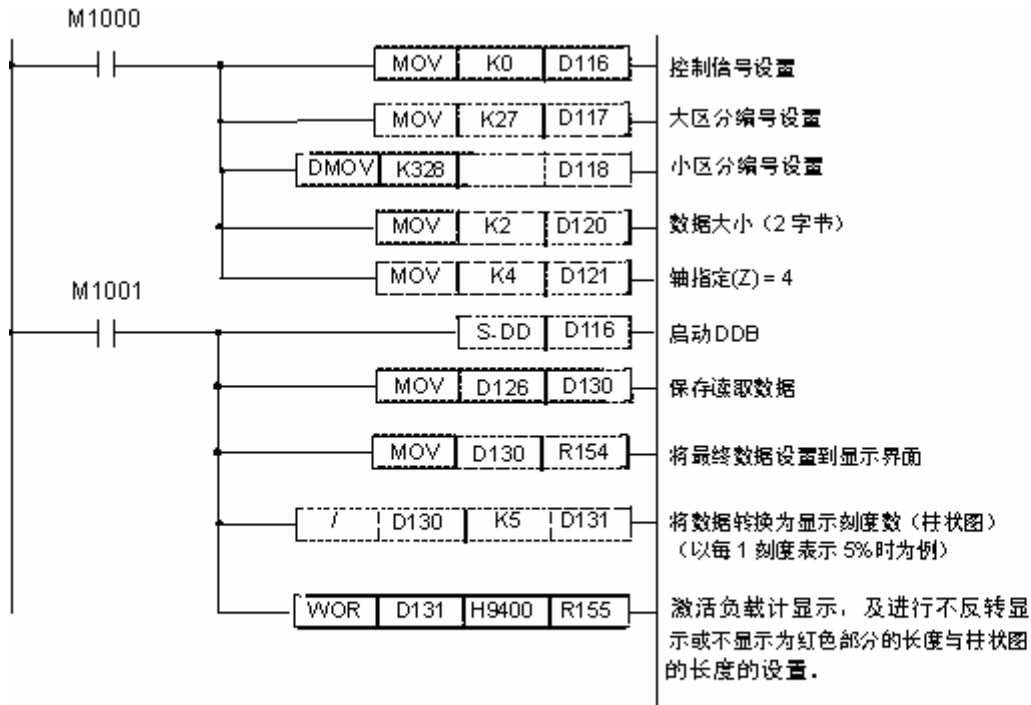 M1000
MOV K0 D116 控制信号设置
MOV K27 D117 大区分编号设置
DMOV K328 D118 小区分编号设置
MOV K2 D120 数据大小（2 字节）
MOV K4 D121 轴指定(Z) = 4
M1001
S.DD D116 启动DDB
MOV D126 D130 保存读取数据
MOV D130 R154 将最终数据设置到显示界面
/ D130 K5 D131 将数据转换为显示刻度数（柱状图）
（以每 1 刻度表示 5%时为例）
WOR D131 H9400 R155 激活负载计显示，及进行不反转显
示或不显示为红色部分的长度与柱状图
的长度的设置．